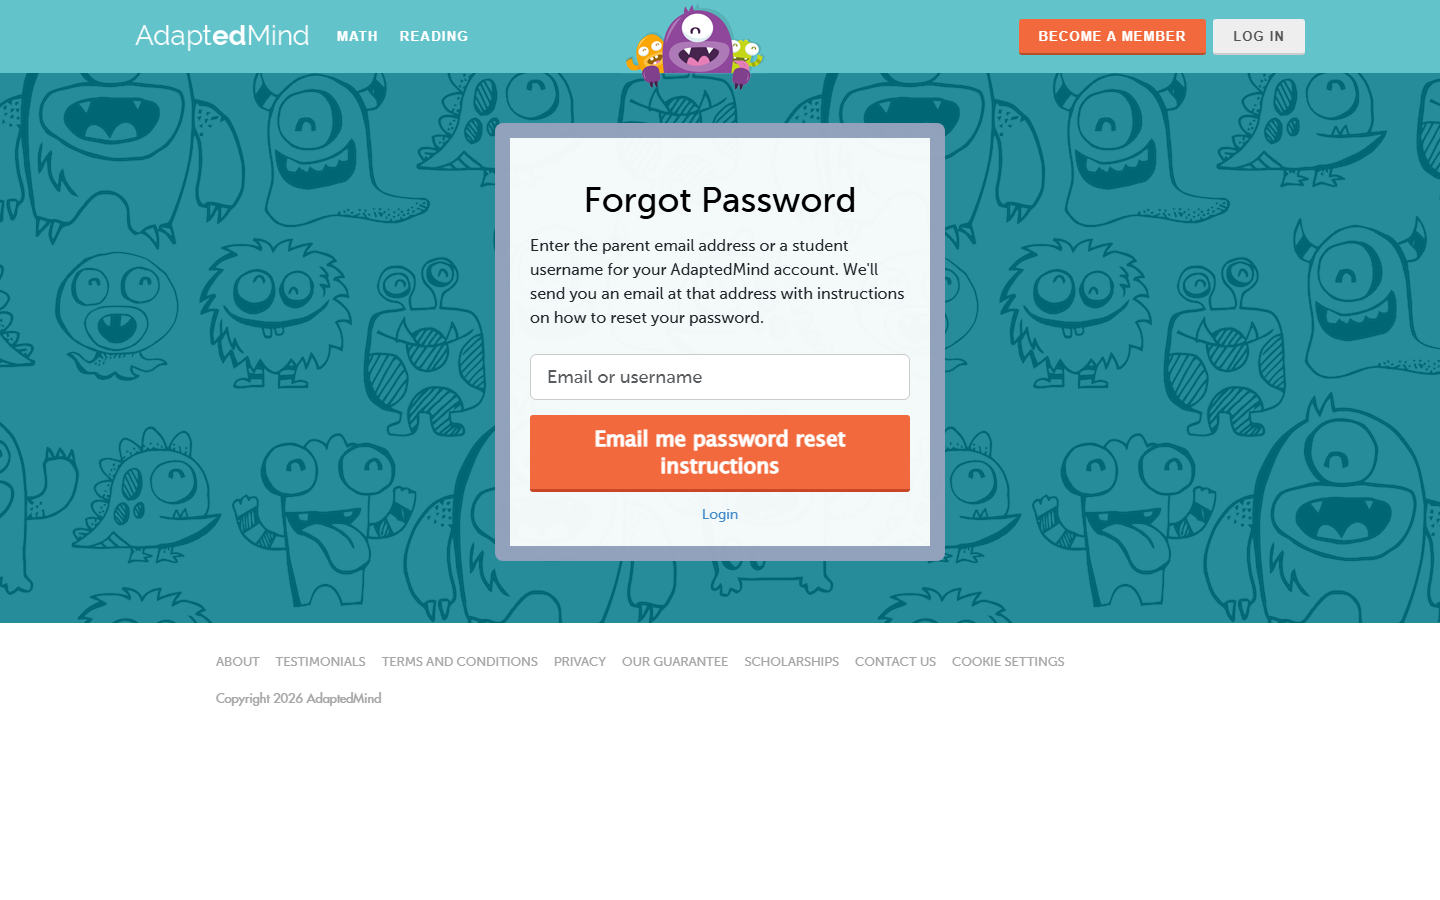 AdaptedMind MATH READING BECOME A MEMBER LOG IN
Forgot Password
Enter the parent email address or a student
username for your AdaptedMind account. We'll
send you an email at that address with instructions
on how to reset your password.
Email or username
Email me password reset
instructions
Login
ABOUT TESTIMONIALS TERMS AND CONDITIONS PRIVACY OUR GUARANTEE SCHOLARSHIPS CONTACT US COOKIE SETTINGS
Copyright 2026 AdaptedMind